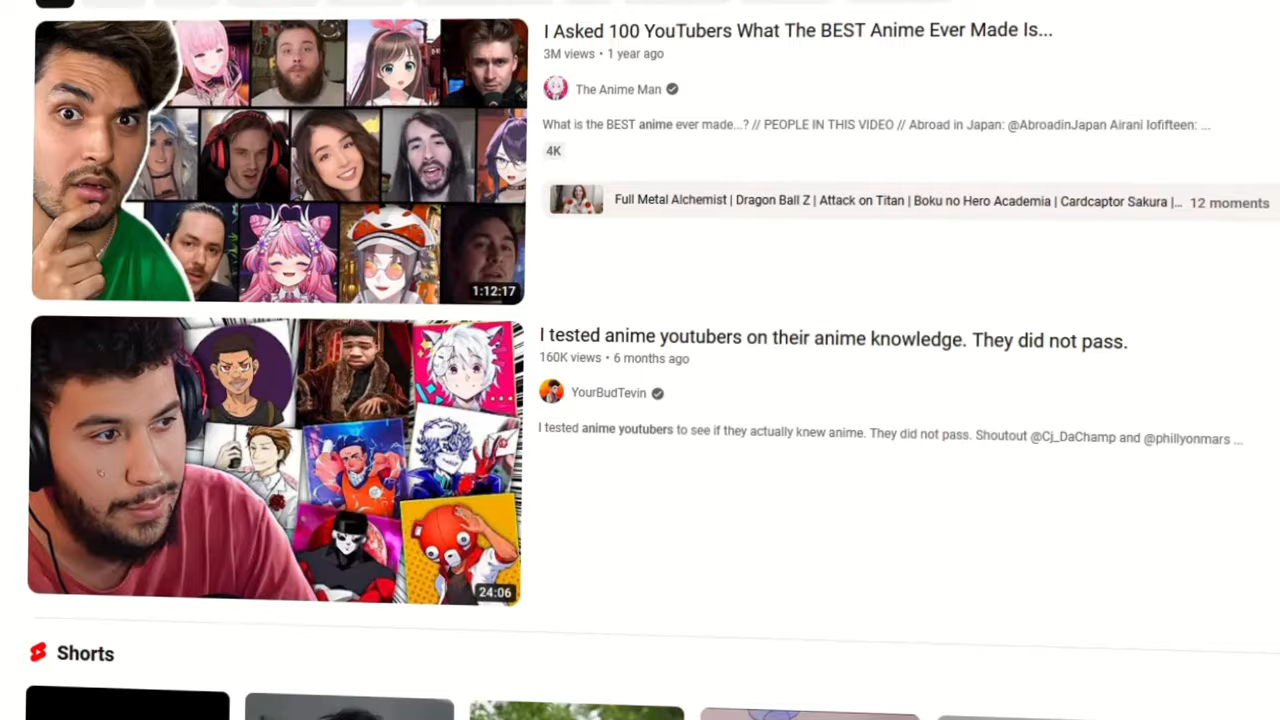 I Asked 100 YouTubers What The BEST Anime Ever Made Is...
3M views • 1 year ago
The Anime Man
What is the BEST anime ever made...? // PEOPLE IN THIS VIDEO // Abroad in Japan: @AbroadinJapan Airani Iofifteen: ...
4K
Full Metal Alchemist | Dragon Ball Z | Attack on Titan | Boku no Hero Academia | Cardcaptor Sakura |... 12 moments
1:12:17
I tested anime youtubers on their anime knowledge. They did not pass.
160K views • 6 months ago
YourBudTevin
I tested anime youtubers to see if they actually knew anime. They did not pass. Shoutout @Cj_DaChamp and @phillyonmars ...
24:06
Shorts